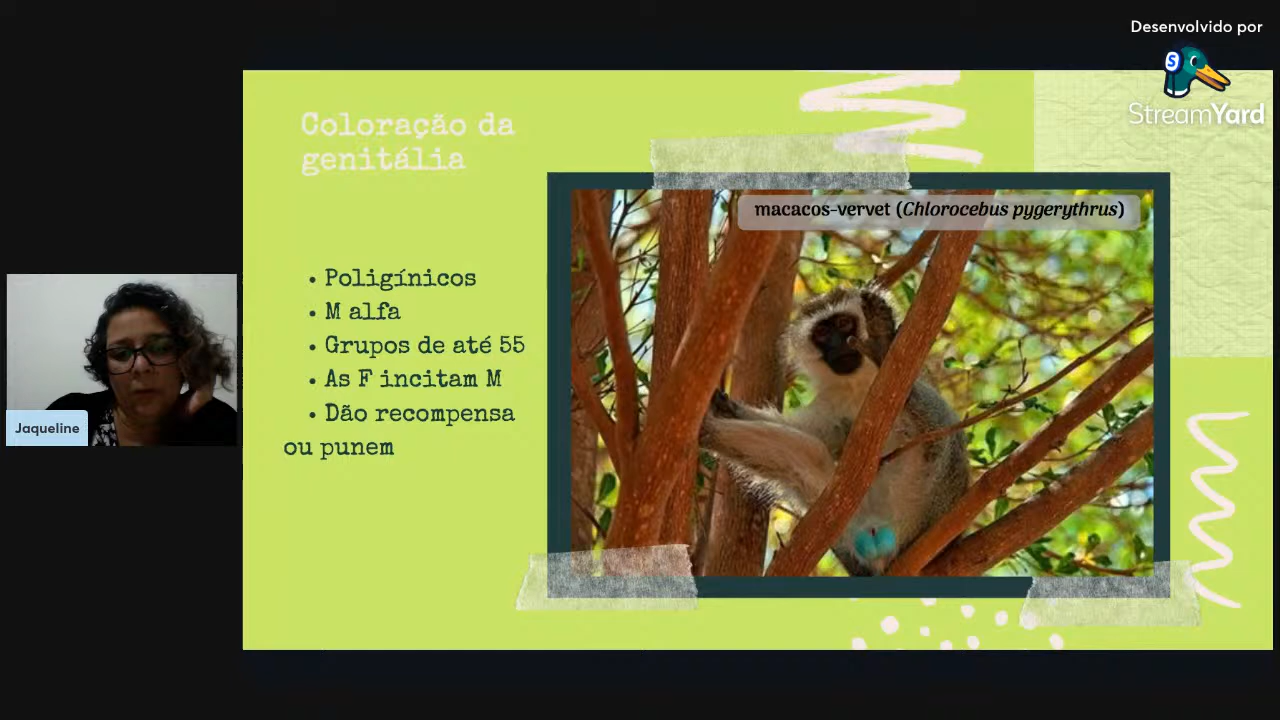 Desenvolvido por
StreamYard
Coloração da
genitália
macacos-vervet (Chlorocebus pygerythrus)
• Poligínicos
• M alfa
• Grupos de até 55
• As F incitam M
• Dão recompensa
ou punem
Jaqueline